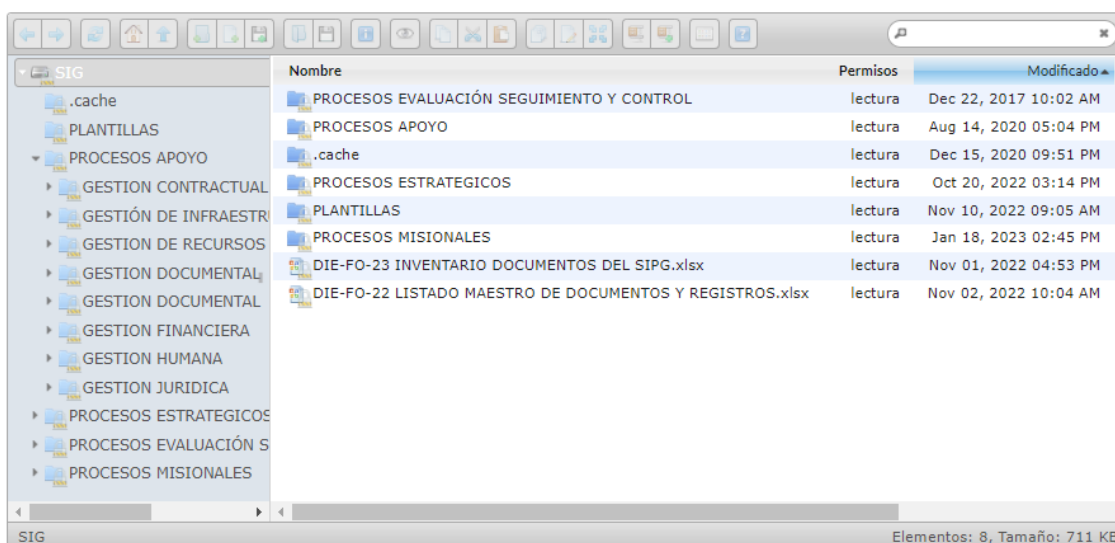 SIG
.cache
PLANTILLAS
PROCESOS APOYO
GESTION CONTRACTUAL
GESTIÓN DE INFRAESTR
GESTION DE RECURSOS
GESTION DOCUMENTAL
GESTION DOCUMENTAL
GESTION FINANCIERA
GESTION HUMANA
GESTION JURIDICA
PROCESOS ESTRATEGICOS
PROCESOS EVALUACIÓN S
PROCESOS MISIONALES
Nombre Permisos Modificado
PROCESOS EVALUACIÓN SEGUIMIENTO Y CONTROL lectura Dec 22, 2017 10:02 AM
PROCESOS APOYO lectura Aug 14, 2020 05:04 PM
.cache lectura Dec 15, 2020 09:51 PM
PROCESOS ESTRATEGICOS lectura Oct 20, 2022 03:14 PM
PLANTILLAS lectura Nov 10, 2022 09:05 AM
PROCESOS MISIONALES lectura Jan 18, 2023 02:45 PM
DIE-FO-23 INVENTARIO DOCUMENTOS DEL SIPG.xlsx lectura Nov 01, 2022 04:53 PM
DIE-FO-22 LISTADO MAESTRO DE DOCUMENTOS Y REGISTROS.xlsx lectura Nov 02, 2022 10:04 AM
SIG Elementos: 8, Tamaño: 711 KB